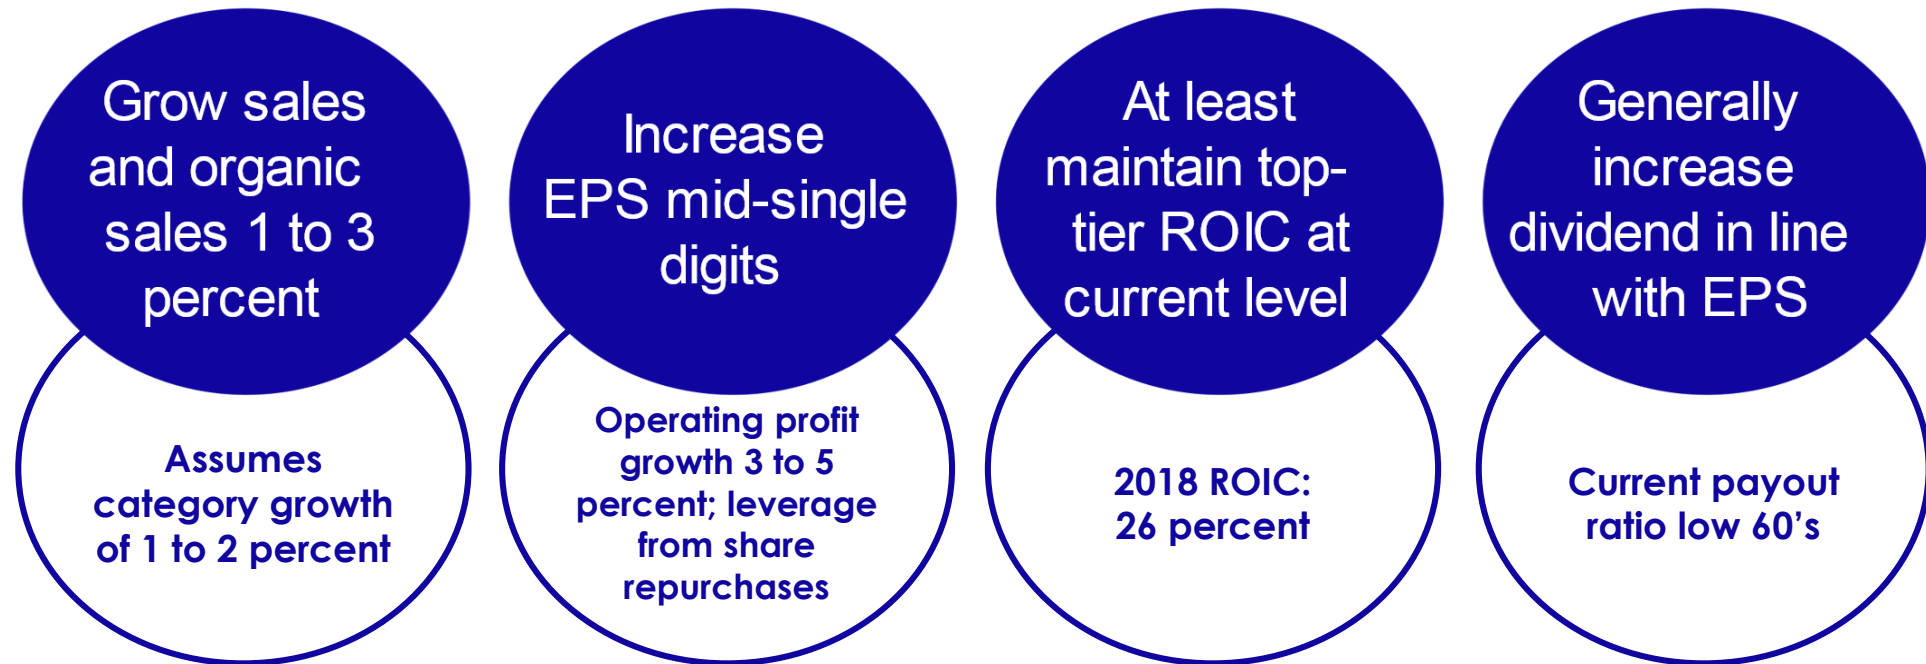 Grow sales
and organic
sales 1 to 3
percent
Assumes
category growth
of 1 to 2 percent
Increase
EPS mid-single
digits
Operating profit
growth 3 to 5
percent; leverage
from share
repurchases
At least
maintain top-
tier ROIC at
current level
2018 ROIC:
26 percent
Generally
increase
dividend in line
with EPS
Current payout
ratio low 60’s